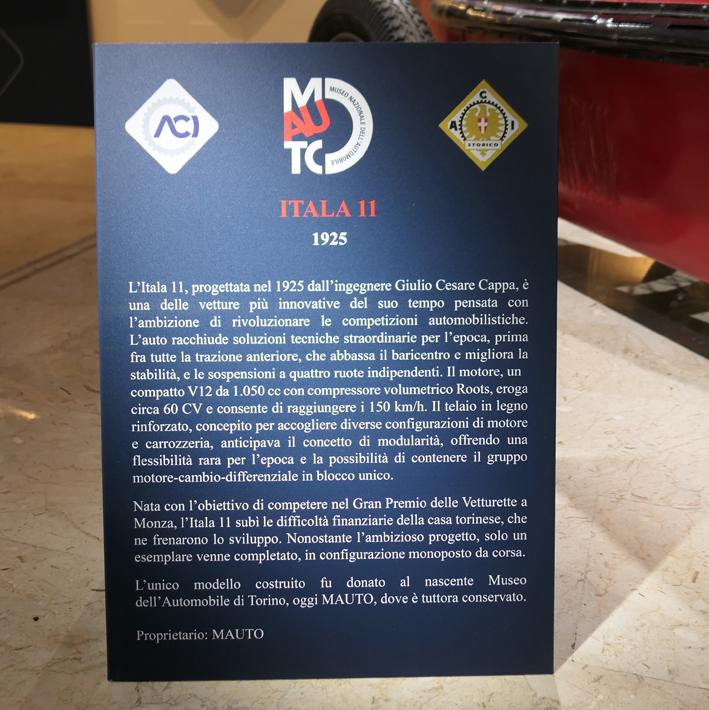 ACI
MAUTO
MUSEO NAZIONALE DELL'AUTOMOBILE
A C I
STORICO
ITALA 11
1925
L'Itala 11, progettata nel 1925 dall'ingegnere Giulio Cesare Cappa, è
una delle vetture più innovative del suo tempo pensata con
l'ambizione di rivoluzionare le competizioni automobilistiche.
L'auto racchiude soluzioni tecniche straordinarie per l'epoca, prima
fra tutte la trazione anteriore, che abbassa il baricentro e migliora la
stabilità, e le sospensioni a quattro ruote indipendenti. Il motore, un
compatto V12 da 1.050 cc con compressore volumetrico Roots, eroga
circa 60 CV e consente di raggiungere i 150 km/h. Il telaio in legno
rinforzato, concepito per accogliere diverse configurazioni di motore
e carrozzeria, anticipava il concetto di modularità, offrendo una
flessibilità rara per l'epoca e la possibilità di contenere il gruppo
motore-cambio-differenziale in blocco unico.
Nata con l'obiettivo di competere nel Gran Premio delle Vetturette a
Monza, l'Itala 11 subì le difficoltà finanziarie della casa torinese, che
ne frenarono lo sviluppo. Nonostante l'ambizioso progetto, solo un
esemplare venne completato, in configurazione monoposto da corsa.
L'unico modello costruito fu donato al nascente Museo
dell'Automobile di Torino, oggi MAUTO, dove è tuttora conservato.
Proprietario: MAUTO